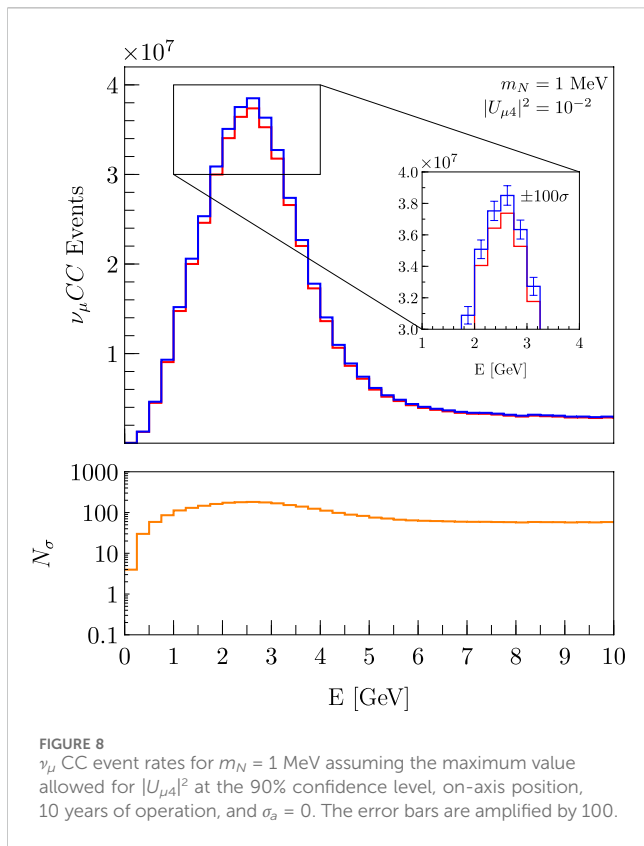 ×10⁷
4
3
2
1
ν_μ CC Events
m_N = 1 MeV
|U_μ4|² = 10⁻²
×10⁷
±100σ
4.0
3.8
3.6
3.4
3.2
3.0
1 2 3 4
E [GeV]
1000
100
10
1
0.1
N_σ
0 1 2 3 4 5 6 7 8 9 10
E [GeV]
FIGURE 8
ν_μ CC event rates for m_N = 1 MeV assuming the maximum value
allowed for |U_μ4|² at the 90% confidence level, on-axis position,
10 years of operation, and σ_a = 0. The error bars are amplified by 100.